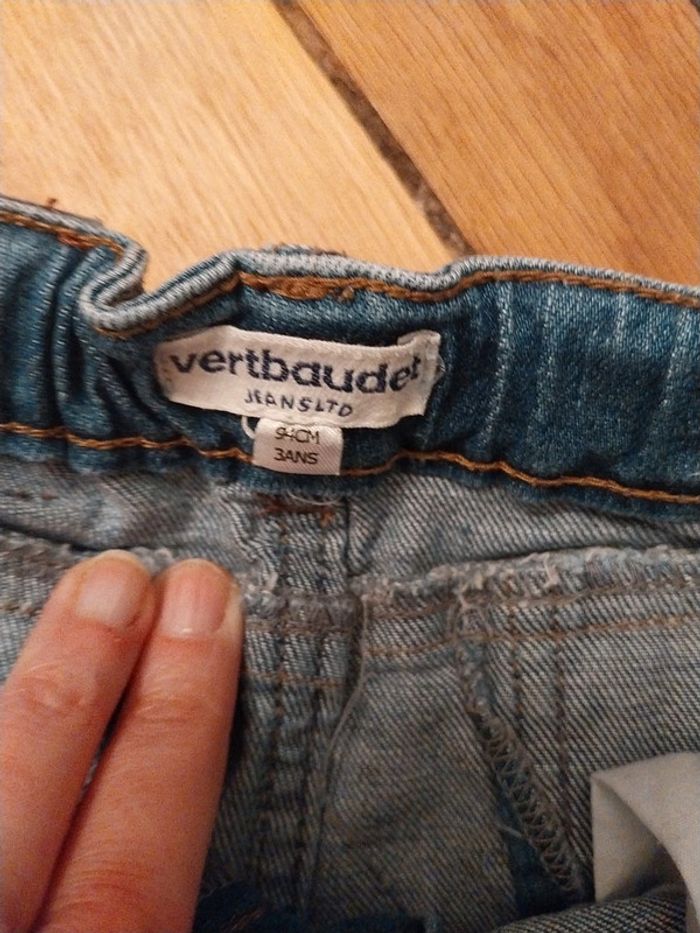 vertbaudet
JEANS LTD
94CM
3ANS